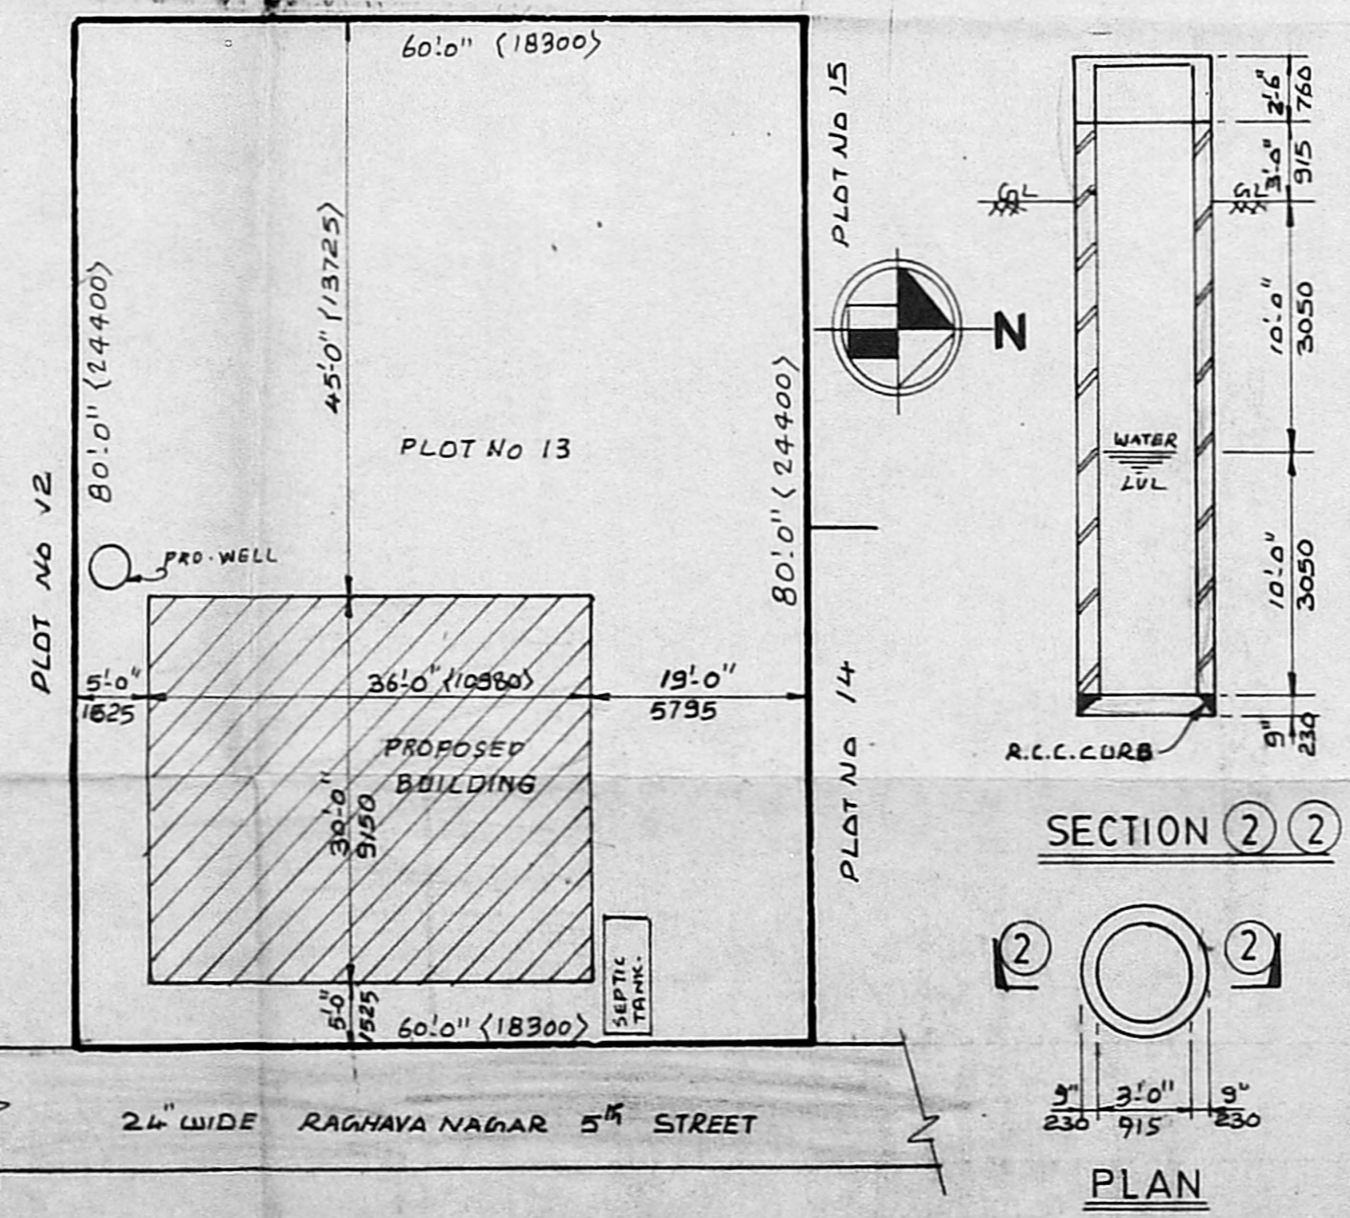 60'.0" (18300)
PLOT NO 15
45'-0" (13725)
80'.0" (24400)
PLOT NO 13
PLOT NO V2
PRO. WELL
80'.0" (24400)
N
5'-0"
1525
36'-0" (10980)
19'-0"
5795
PROPOSED
BUILDING
30'-0"
9150
PLOT NO 14
SEPTIC
TANK.
5'-0"
1525
60'.0" (18300)
24" WIDE RAGHAVA NAGAR 5th STREET
2'-6"
760
3'-0"
915
GL
GL
10'-0"
3050
WATER
LVL
10'-0"
3050
9"
230
R.C.C. CURB
SECTION 2 2
2
2
9"
230
3'-0"
915
9"
230
PLAN